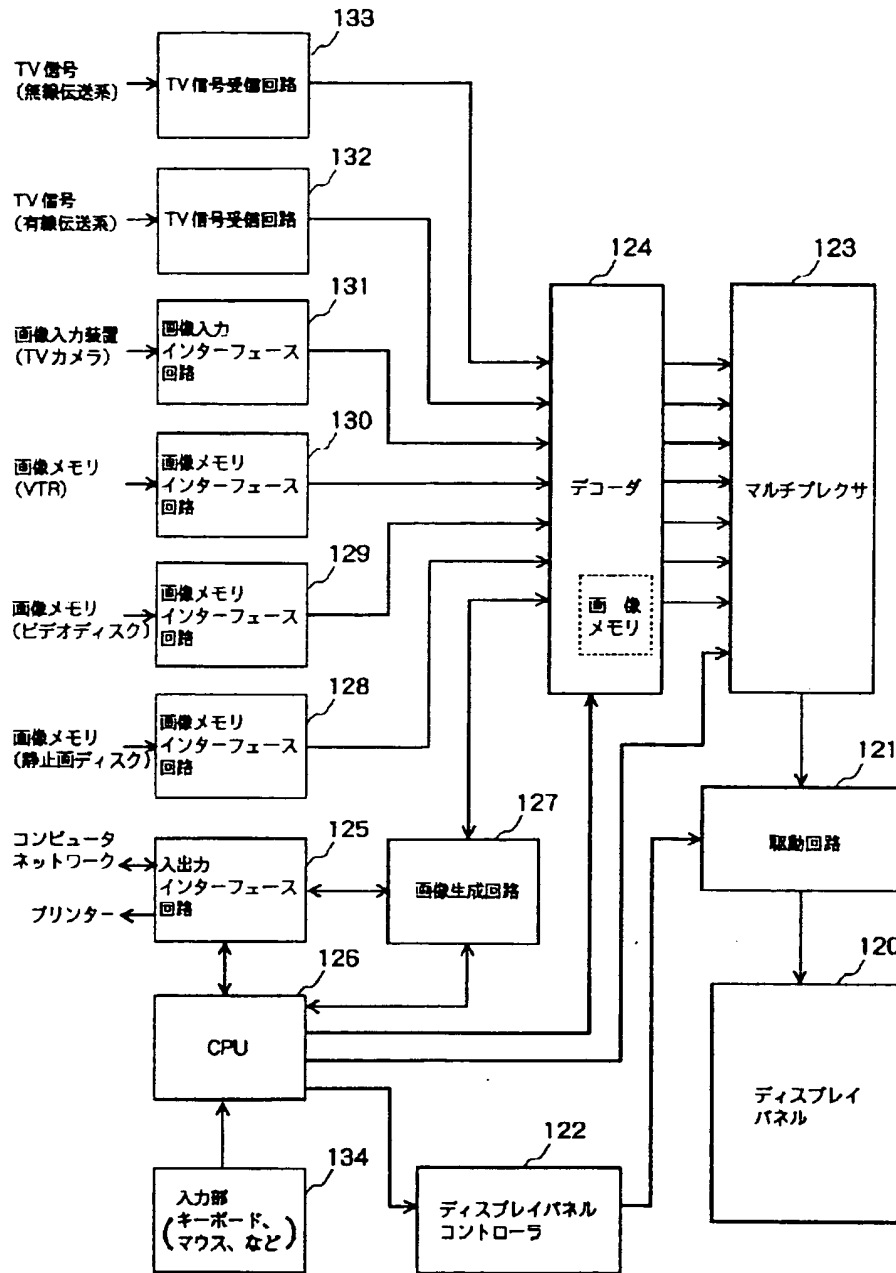 133
TV信号
(無線伝送系)
TV信号受信回路
132
TV信号
(有線伝送系)
TV信号受信回路
124
123
131
画像入力装置
(TVカメラ)
画像入力
インターフェース
回路
130
画像メモリ
(VTR)
画像メモリ
インターフェース
回路
デコーダ
マルチプレクサ
129
画像メモリ
(ビデオディスク)
画像メモリ
インターフェース
回路
画 像
メモリ
128
画像メモリ
(静止画ディスク)
画像メモリ
インターフェース
回路
121
駆動回路
127
画像生成回路
125
コンピュータ
ネットワーク
プリンター
入出力
インターフェース
回路
120
126
CPU
ディスプレイ
パネル
122
ディスプレイパネル
コントローラ
134
入力部
(キーボード、
マウス、など)